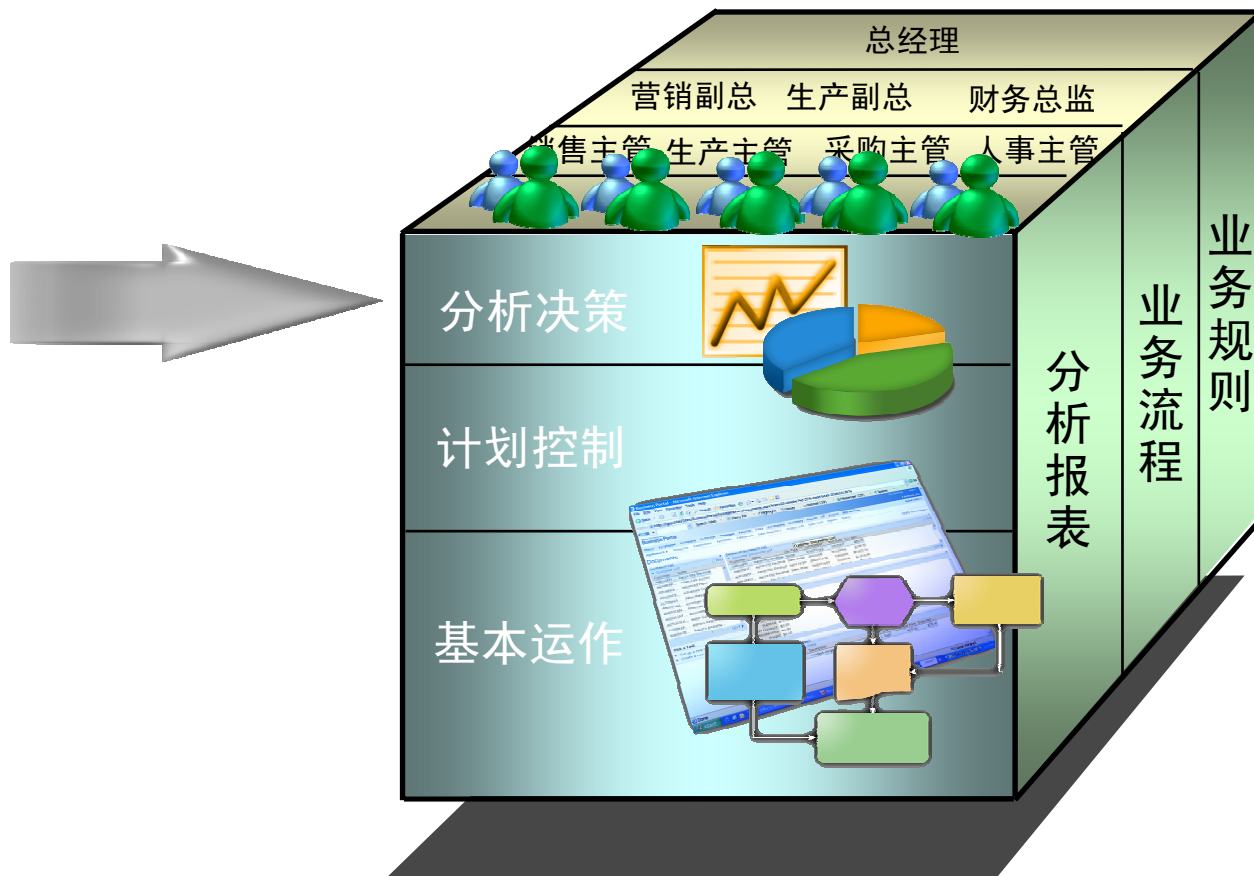 总经理
营销副总 生产副总 财务总监
销售主管 生产主管 采购主管 人事主管
分析决策
计划控制
基本运作
分析报表
业务流程
业务规则